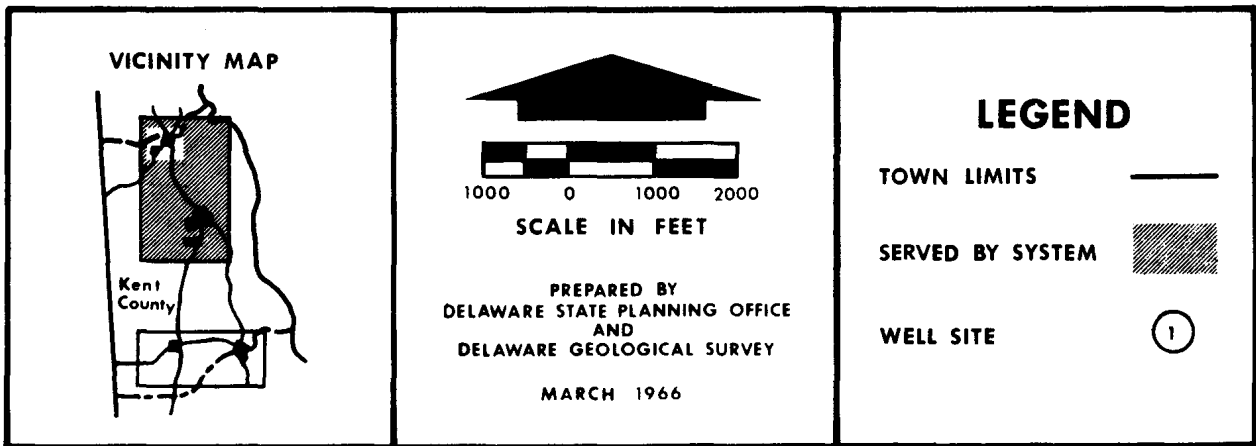 VICINITY MAP
Kent
County
1000 0 1000 2000
SCALE IN FEET
PREPARED BY
DELAWARE STATE PLANNING OFFICE
AND
DELAWARE GEOLOGICAL SURVEY
MARCH 1966
LEGEND
TOWN LIMITS
SERVED BY SYSTEM
WELL SITE 1